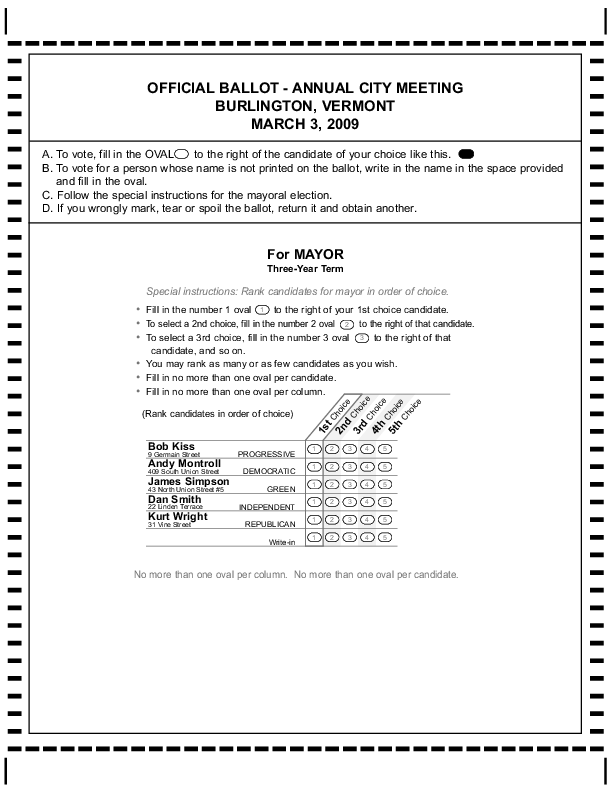 OFFICIAL BALLOT - ANNUAL CITY MEETING
BURLINGTON, VERMONT
MARCH 3, 2009
A. To vote, fill in the OVAL to the right of the candidate of your choice like this.
B. To vote for a person whose name is not printed on the ballot, write in the name in the space provided
and fill in the oval.
C. Follow the special instructions for the mayoral election.
D. If you wrongly mark, tear or spoil the ballot, return it and obtain another.
For MAYOR
Three-Year Term
Special instructions: Rank candidates for mayor in order of choice.
• Fill in the number 1 oval 1 to the right of your 1st choice candidate.
• To select a 2nd choice, fill in the number 2 oval 2 to the right of that candidate.
• To select a 3rd choice, fill in the number 3 oval 3 to the right of that
candidate, and so on.
• You may rank as many or as few candidates as you wish.
• Fill in no more than one oval per candidate.
• Fill in no more than one oval per column.
(Rank candidates in order of choice)
1st Choice
2nd Choice
3rd Choice
4th Choice
5th Choice
Bob Kiss
9 Germain Street PROGRESSIVE 1 2 3 4 5
Andy Montroll
409 South Union Street DEMOCRATIC 1 2 3 4 5
James Simpson
43 North Union Street #5 GREEN 1 2 3 4 5
Dan Smith
22 Linden Terrace INDEPENDENT 1 2 3 4 5
Kurt Wright
31 Vine Street REPUBLICAN 1 2 3 4 5
Write-in 1 2 3 4 5
No more than one oval per column. No more than one oval per candidate.